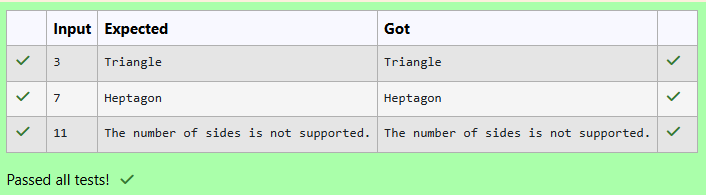 Input Expected Got
3 Triangle Triangle
7 Heptagon Heptagon
11 The number of sides is not supported. The number of sides is not supported.
Passed all tests!